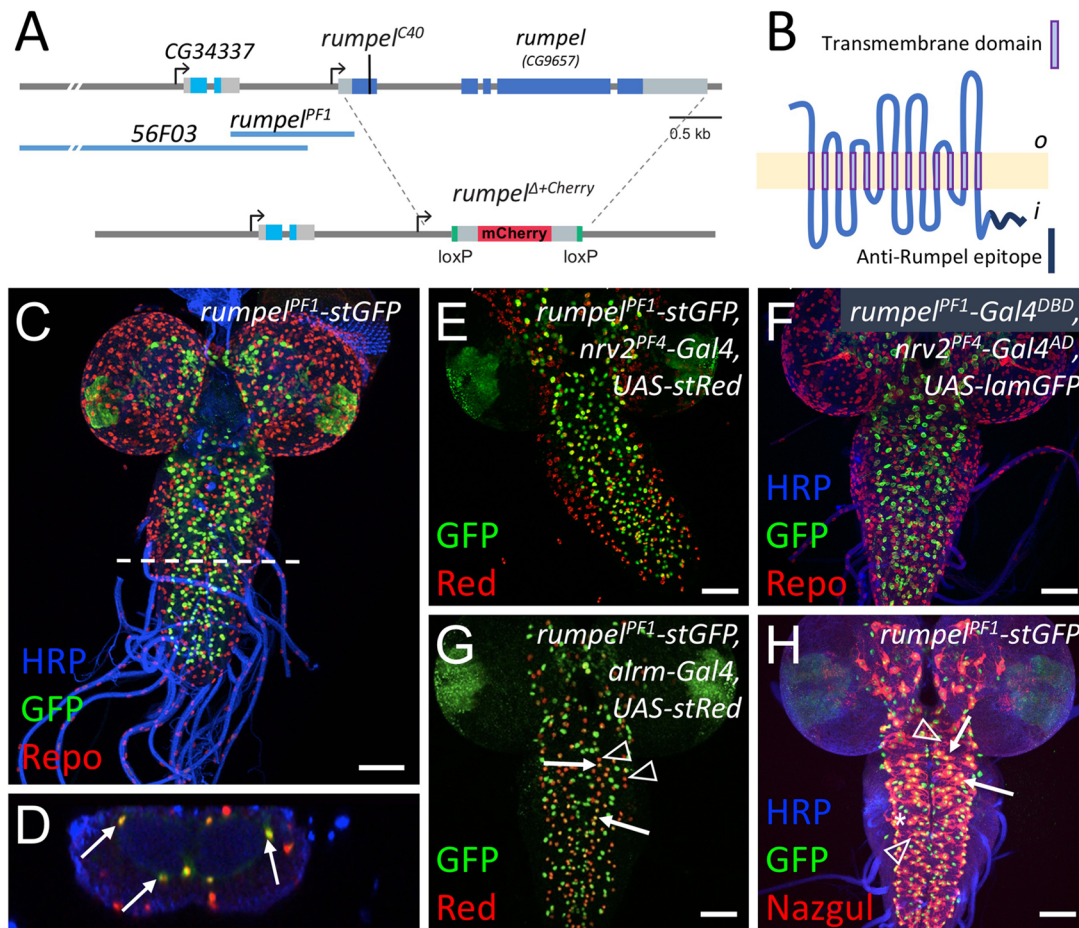 A
CG34337
rumpel^C40
rumpel
(CG9657)
rumpel^PF1
56F03
0.5 kb
rumpel^Δ+Cherry
mCherry
loxP
loxP
B
Transmembrane domain
o
i
Anti-Rumpel epitope
C
rumpel^PF1-stGFP
HRP
GFP
Repo
D
E
rumpel^PF1-stGFP,
nrv2^PF4-Gal4,
UAS-stRed
GFP
Red
F
rumpel^PF1-Gal4^DBD,
nrv2^PF4-Gal4^AD,
UAS-lamGFP
HRP
GFP
Repo
G
rumpel^PF1-stGFP,
alrm-Gal4,
UAS-stRed
GFP
Red
H
rumpel^PF1-stGFP
*
HRP
GFP
Nazgul